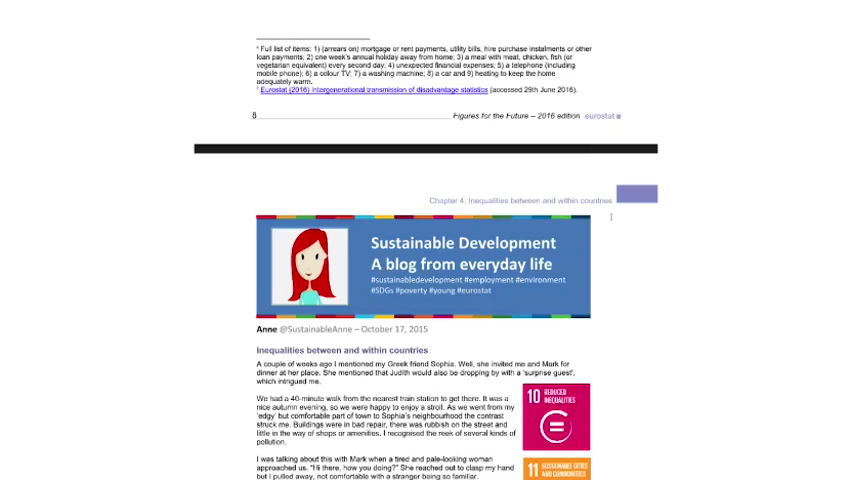 ⁶ Full list of items: 1) (arrears on) mortgage or rent payments, utility bills, hire purchase instalments or other
loan payments; 2) one week's annual holiday away from home; 3) a meal with meat, chicken, fish (or
vegetarian equivalent) every second day; 4) unexpected financial expenses; 5) a telephone (including
mobile phone); 6) a colour TV; 7) a washing machine; 8) a car and 9) heating to keep the home
adequately warm.
⁷ Eurostat (2016) Intergenerational transmission of disadvantage statistics (accessed 29th June 2016).
8 Figures for the Future – 2016 edition eurostat
Chapter 4. Inequalities between and within countries
Sustainable Development
A blog from everyday life
#sustainabledevelopment #employment #environment
#SDGs #poverty #young #eurostat
Anne @SustainableAnne – October 17, 2015
Inequalities between and within countries
A couple of weeks ago I mentioned my Greek friend Sophia. Well, she invited me and Mark for
dinner at her place. She mentioned that Judith would also be dropping by with a 'surprise guest',
which intrigued me.
We had a 40-minute walk from the nearest train station to get there. It was a
nice autumn evening, so we were happy to enjoy a stroll. As we went from my
'edgy' but comfortable part of town to Sophia's neighbourhood the contrast
struck me. Buildings were in bad repair, there was rubbish on the street and
little in the way of shops or amenities. I recognised the reek of several kinds of
pollution.
10 REDUCED
INEQUALITIES
I was talking about this with Mark when a tired and pale-looking woman
approached us. "Hi there, how you doing?" She reached out to clasp my hand
but I pulled away, not comfortable with a stranger being so familiar.
11 SUSTAINABLE CITIES
AND COMMUNITIES